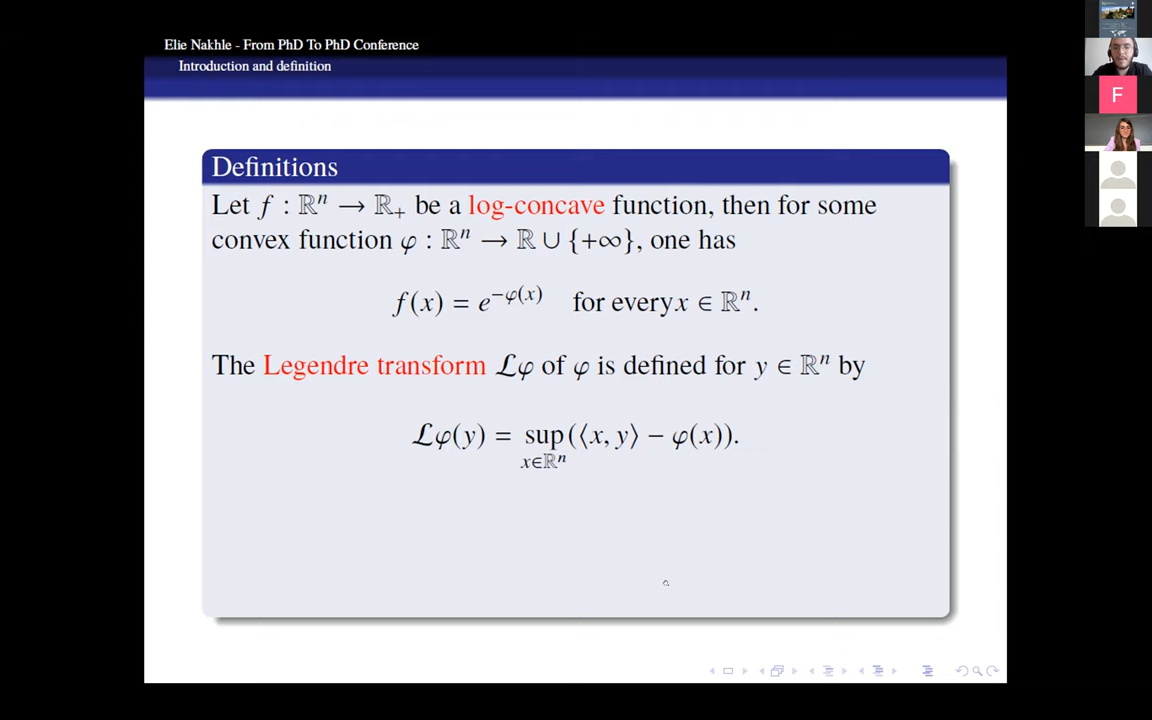 Elie Nakhle - From PhD To PhD Conference
Introduction and definition
F
Definitions
Let f : ℝⁿ → ℝ₊ be a log-concave function, then for some
convex function φ : ℝⁿ → ℝ ∪ {+∞}, one has
f(x) = e^{−φ(x)} for every x ∈ ℝⁿ.
The Legendre transform ℒφ of φ is defined for y ∈ ℝⁿ by
ℒφ(y) = sup_{x∈ℝⁿ} (⟨x, y⟩ − φ(x)).